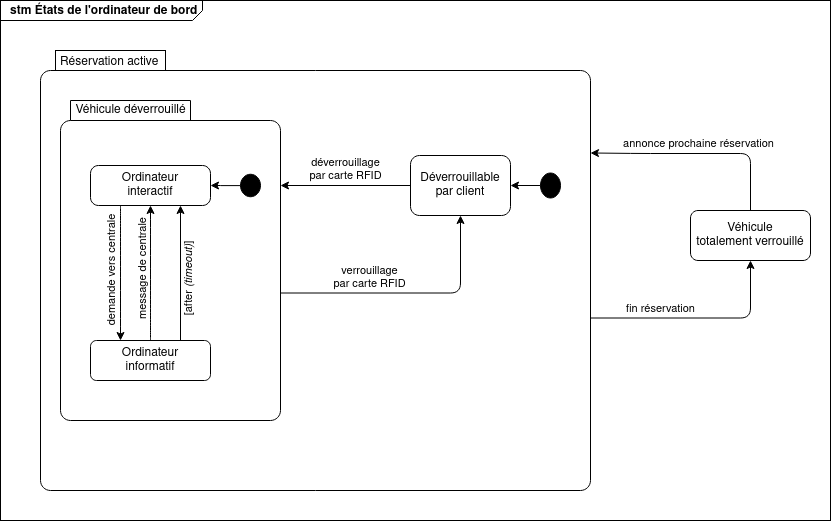 stm États de l'ordinateur de bord
Réservation active
Véhicule déverrouillé
Ordinateur
interactif
demande vers centrale
message de centrale
[after (timeout)]
Ordinateur
informatif
déverrouillage
par carte RFID
Déverrouillable
par client
verrouillage
par carte RFID
annonce prochaine réservation
Véhicule
totalement verrouillé
fin réservation